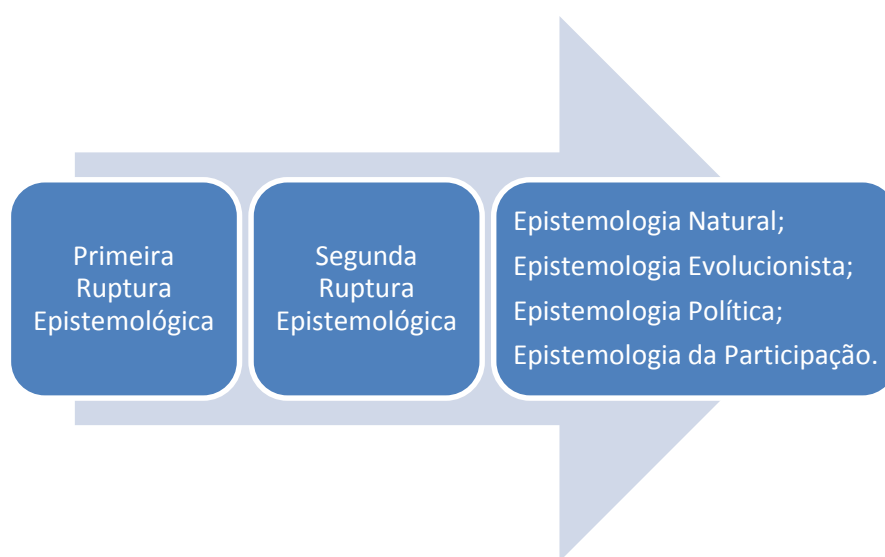 Primeira
Ruptura
Epistemológica
Segunda
Ruptura
Epistemológica
Epistemologia Natural;
Epistemologia Evolucionista;
Epistemologia Política;
Epistemologia da Participação.